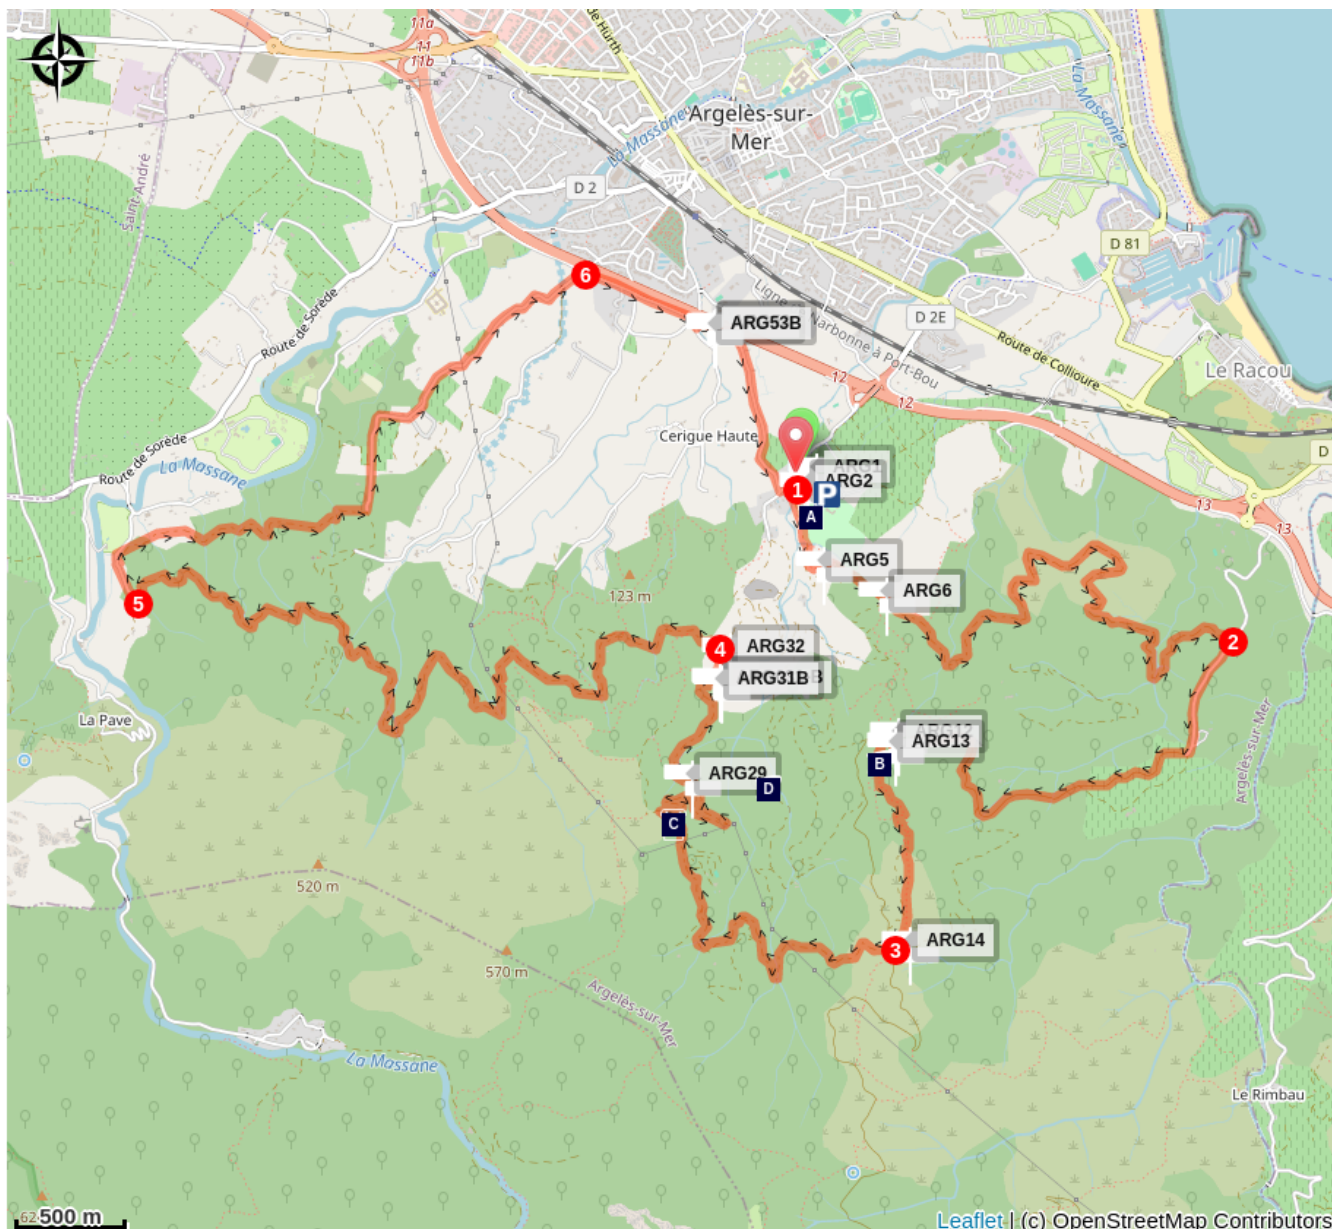 11a
11
11b
de Hürth
La Massane
Argelès-sur-
Mer
La Massane
D 2
Saint-André
D 81
6
Ligne de Narbonne à Port-Bou
D 2E
ARG53B
Route de Collioure
Route de Sorède
Le Racou
12
12
Cerigue Haute
D
Route de Sorède
La Massane
ARG1
ARG2
1
P
A
13
13
ARG5
123 m
ARG6
5
2
4
ARG32
ARG31B
B
La Pave
Argelès-sur-Mer
ARG13
B
ARG29
D
C
520 m
ARG14
3
570 m
Argelès-sur-Mer
La Massane
Le Rimbau
500 m
Leaflet | (c) OpenStreetMap Contributors